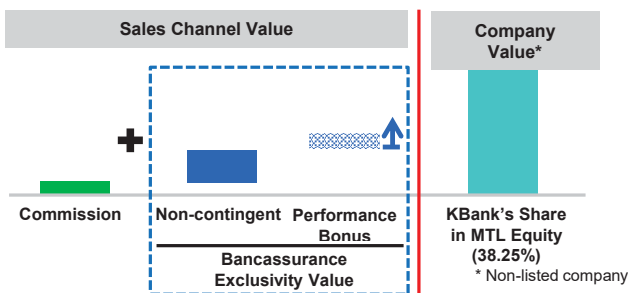 Sales Channel Value
Company
Value*
Commission
Non-contingent
Performance
Bonus
Bancassurance
Exclusivity Value
KBank's Share
in MTL Equity
(38.25%)
* Non-listed company